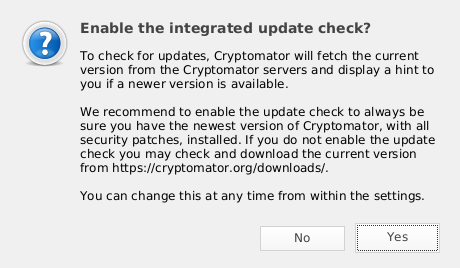 Enable the integrated update check?
To check for updates, Cryptomator will fetch the current
version from the Cryptomator servers and display a hint to
you if a newer version is available.
We recommend to enable the update check to always be
sure you have the newest version of Cryptomator, with all
security patches, installed. If you do not enable the update
check you may check and download the current version
from https://cryptomator.org/downloads/.
You can change this at any time from within the settings.
No
Yes